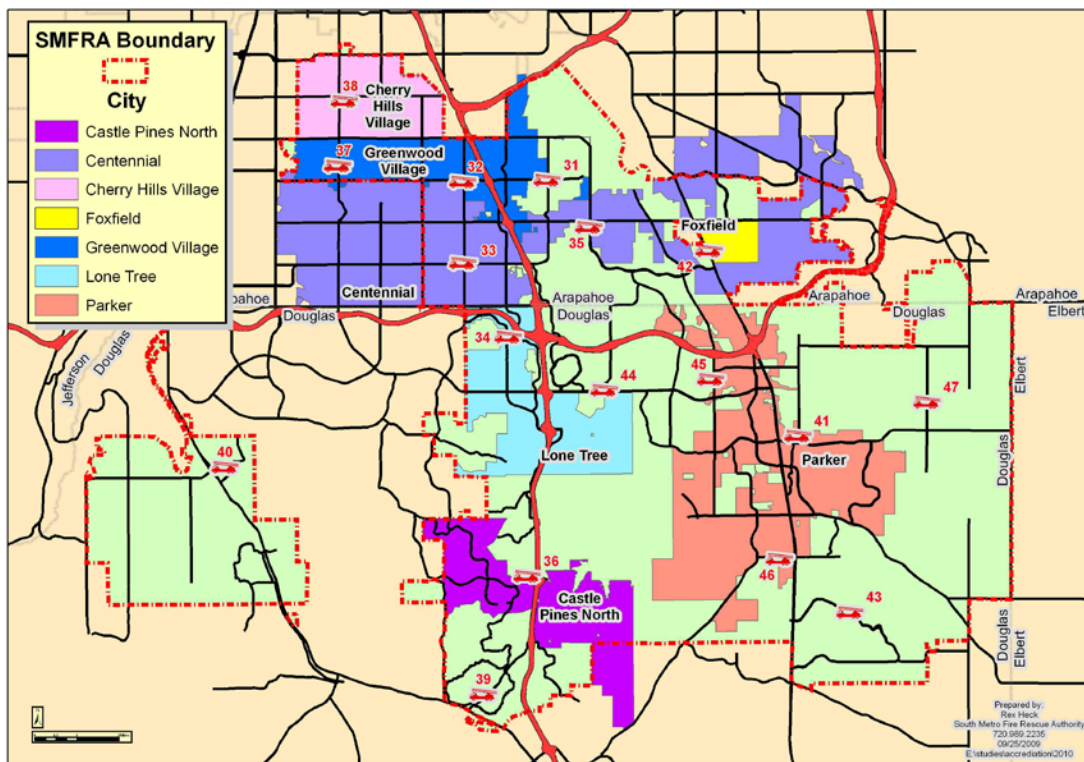 SMFRA Boundary
City
Castle Pines North
Centennial
Cherry Hills Village
Foxfield
Greenwood Village
Lone Tree
Parker
38
Cherry
Hills
Village
37
Greenwood
Village
32
31
35
Foxfield
42
33
Centennial
Arapahoe
Douglas
Arapahoe
Douglas
Arapahoe
Douglas
Arapahoe
Elbert
Jefferson
Douglas
34
44
45
47
Elbert
Douglas
41
Parker
Lone Tree
40
36
Castle
Pines North
46
43
39
Douglas
Elbert
Prepared by:
Rex Heck
South Metro Fire Rescue Authority
720.989.2235
09/25/2009
E:\studies\accrediation\2010